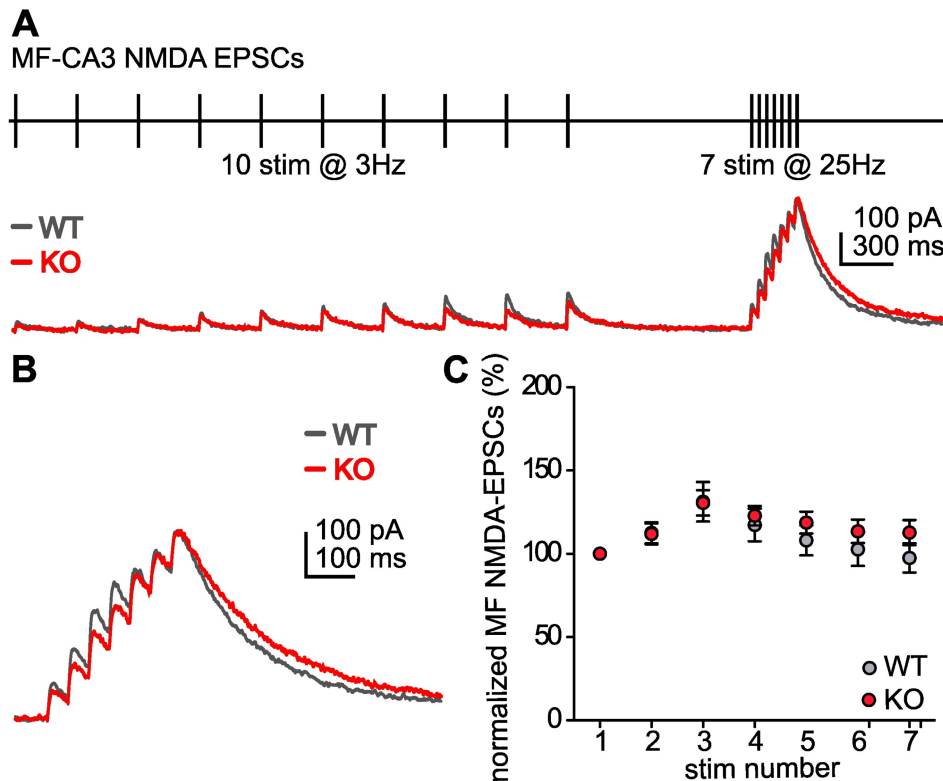 A
MF-CA3 NMDA EPSCs
10 stim @ 3Hz
7 stim @ 25Hz
WT
KO
100 pA
300 ms
B
WT
KO
100 pA
100 ms
C
normalized MF NMDA-EPSCs (%)
200
150
100
50
0
1 2 3 4 5 6 7
stim number
WT
KO